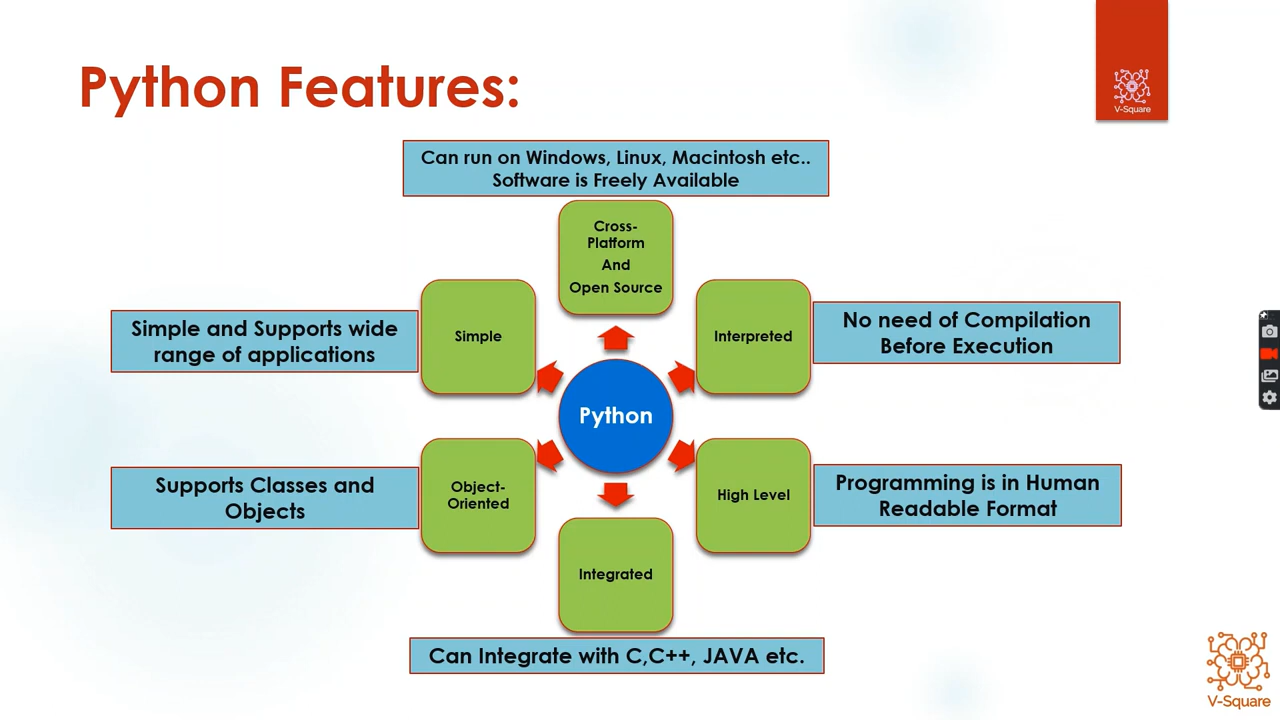 Python Features:
V-Square
Can run on Windows, Linux, Macintosh etc..
Software is Freely Available
Cross-
Platform
And
Open Source
Simple and Supports wide
range of applications
Simple
Interpreted
No need of Compilation
Before Execution
Python
Supports Classes and
Objects
Object-
Oriented
High Level
Programming is in Human
Readable Format
Integrated
Can Integrate with C,C++, JAVA etc.
V-Square